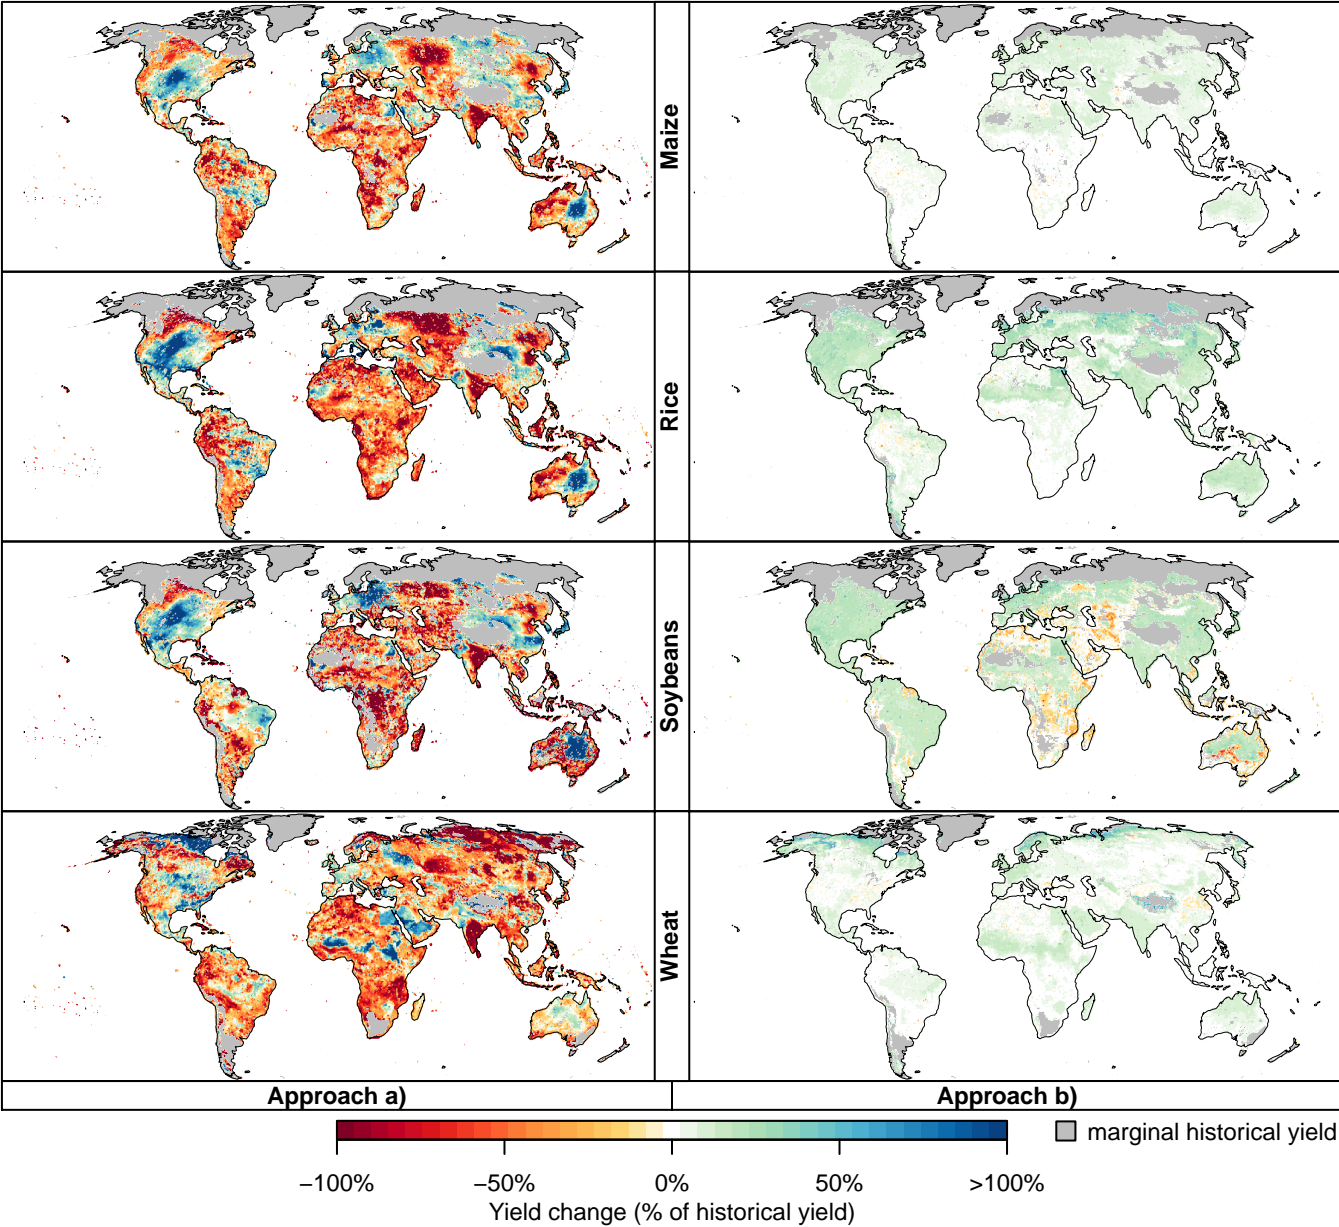 Maize
Rice
Soybeans
Wheat
Approach a)
Approach b)
marginal historical yield
−100%
−50%
0%
50%
>100%
Yield change (% of historical yield)